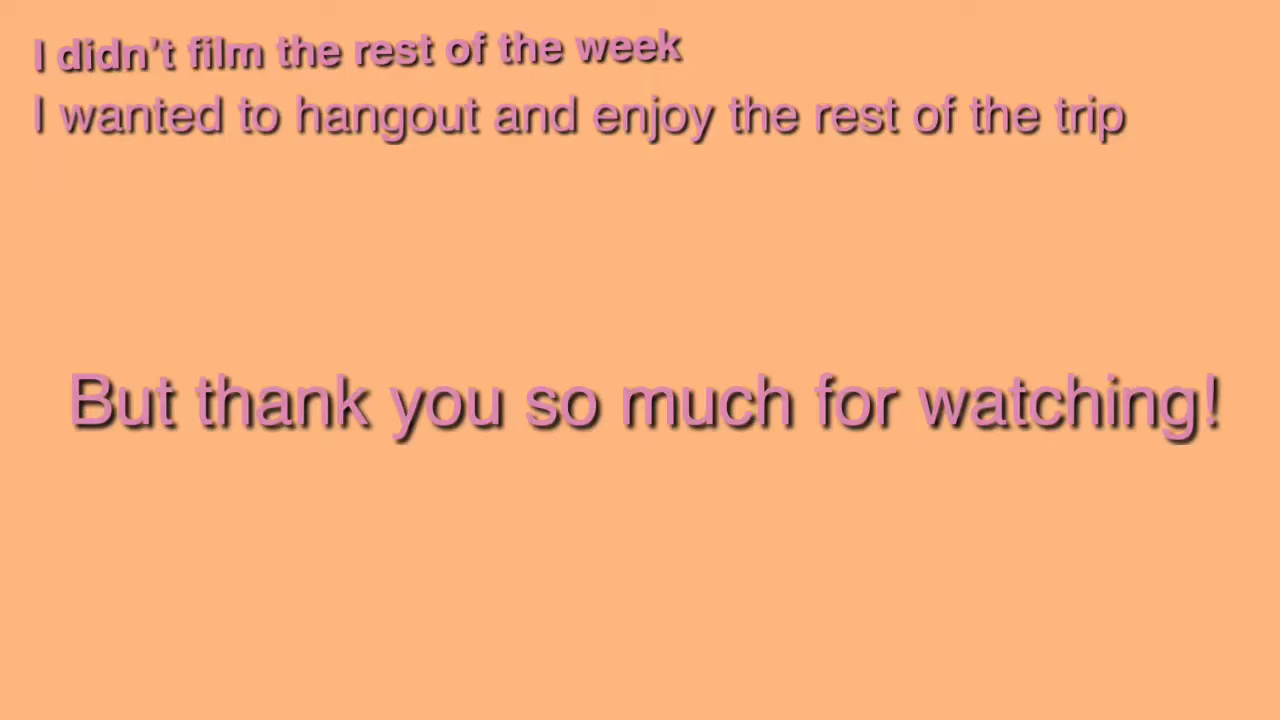 I didn’t film the rest of the week
I wanted to hangout and enjoy the rest of the trip
But thank you so much for watching!